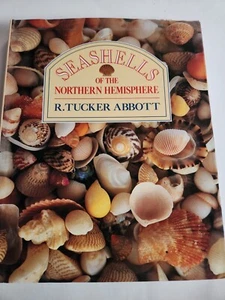 SEASHELLS
OF THE
NORTHERN HEMISPHERE
R. TUCKER ABBOTT